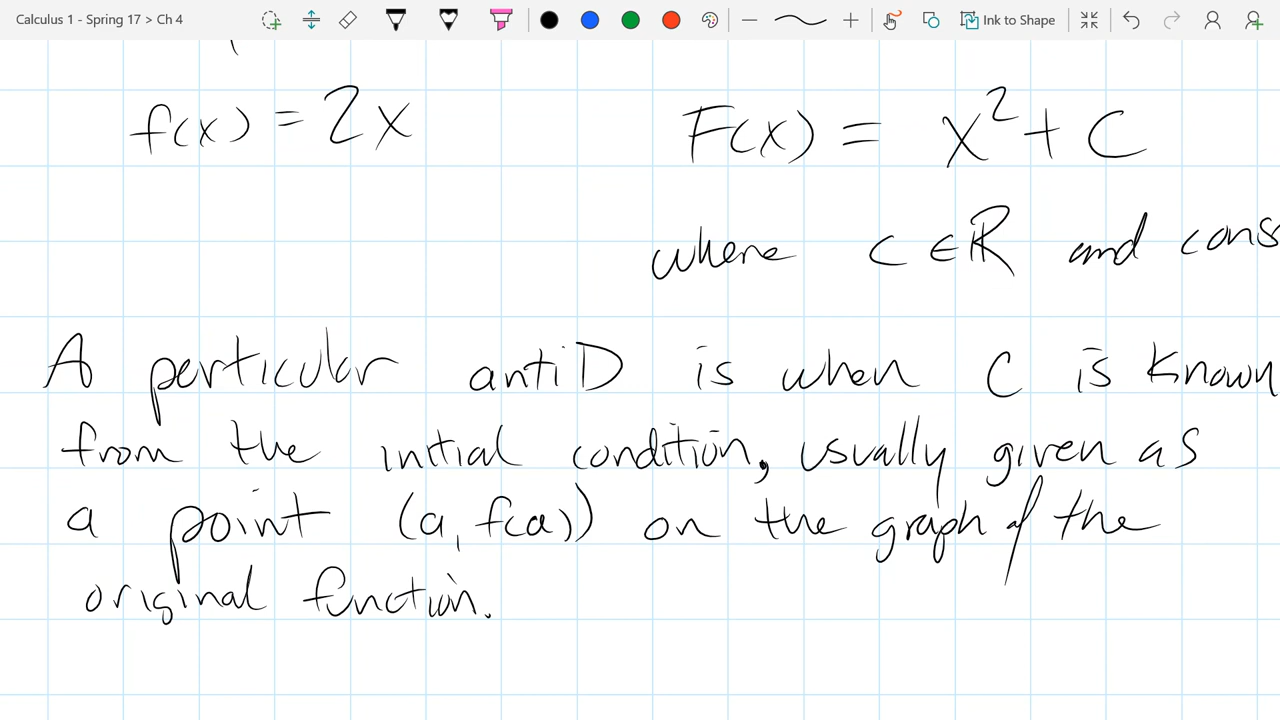 Calculus 1 - Spring 17 > Ch 4
Ink to Shape
f(x) = 2x
F(x) = x² + C
where C ∈ ℝ and cons
A perticular antiD is when C is known
from the initial condition, usually given as
a point (a, f(a)) on the graph of the
original function.